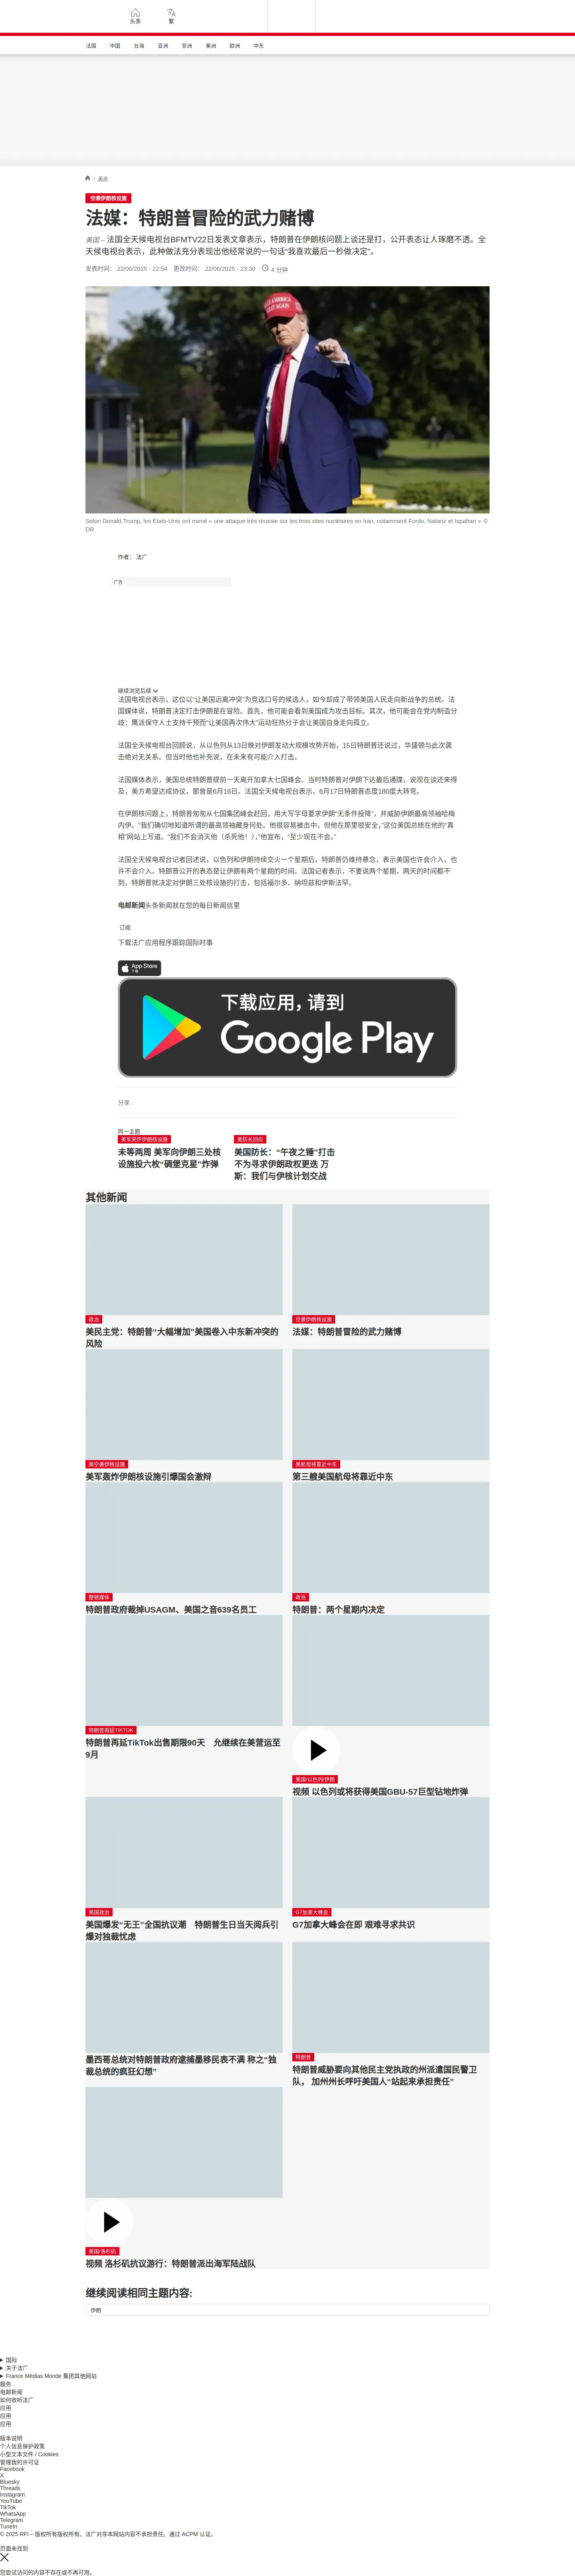 头条
繁
法国 中国 台海 亚洲 非洲 美洲 欧洲 中东
/ 美洲
空袭伊朗核设施
法媒：特朗普冒险的武力赌博
美国 – 法国全天候电视台BFMTV22日发表文章表示，特朗普在伊朗核问题上谈还是打，公开表态让人琢磨不透。全
天候电视台表示，此种做法充分表现出他经常说的一句话“我喜欢最后一秒做决定”。
发表时间： 22/06/2025 - 22:54 更改时间： 22/06/2025 - 23:30 4 分钟
MAKE AMERICA GREAT AGAIN
Selon Donald Trump, les Etats-Unis ont mené « une attaque très réussie sur les trois sites nucléaires en Iran, notamment Fordo, Natanz et Ispahan » ©
DR
作者： 法广
广告
继续浏览后续
法国电视台表示，这位以“让美国远离冲突”为竞选口号的候选人，如今却成了带领美国人民走向新战争的总统。法
国媒体说，特朗普决定打击伊朗是在冒险。首先，他可能会看到美国成为攻击目标。其次，他可能会在党内制造分
歧：鹰派保守人士支持干预而“让美国再次伟大”运动狂热分子会让美国自身走向孤立。
法国全天候电视台回顾说，从以色列从13日晚对伊朗发动大规模攻势开始，15日特朗普还说过，华盛顿与此次袭
击绝对无关系。但当时他也补充说，在未来有可能介入打击。
法国媒体表示，美国总统特朗普提前一天离开加拿大七国峰会。当时特朗普对伊朗下达最后通牒，说现在谈还来得
及，美方希望达成协议，那曾是6月16日。法国全天候电视台表示，6月17日特朗普态度180度大转弯。
在伊朗核问题上，特朗普匆匆从七国集团峰会赶回，用大写字母要求伊朗“无条件投降”，并威胁伊朗最高领袖哈梅
内伊。“我们确切地知道所谓的最高领袖藏身何处。他很容易被击中，但他在那里很安全，”这位美国总统在他的“真
相”网站上写道。“我们不会消灭他（杀死他！），”他宣布，“至少现在不会。”
法国全天候电视台记者回述说，以色列和伊朗持续交火一个星期后，特朗普仍维持悬念，表示美国也许会介入，也
许不会介入。特朗普公开的表态是让伊朗有两个星期的时间。法国记者表示，不要说两个星期，两天的时间都不
到，特朗普就决定对伊朗三处核设施的打击，包括福尔多、纳坦兹和伊斯法罕。
电邮新闻头条新闻就在您的每日新闻信里
订阅
下载法广应用程序跟踪国际时事
App Store
下载
下载应用，请到
Google Play
分享 :
同一主题
美军突炸伊朗核设施
未等两周 美军向伊朗三处核
设施投六枚“碉堡克星”炸弹
美防长回应
美国防长：“午夜之锤”打击
不为寻求伊朗政权更迭 万
斯：我们与伊核计划交战
其他新闻
政治
美民主党：特朗普“大幅增加”美国卷入中东新冲突的
风险
空袭伊朗核设施
法媒：特朗普冒险的武力赌博
美空袭伊核设施
美军轰炸伊朗核设施引爆国会激辩
美航母将靠近中东
第三艘美国航母将靠近中东
整顿媒体
特朗普政府裁掉USAGM、美国之音639名员工
政治
特朗普：两个星期内决定
特朗普再延TIKTOK
特朗普再延TikTok出售期限90天　允继续在美营运至
9月
美国/以色列/伊朗
视频 以色列或将获得美国GBU-57巨型钻地炸弹
美国政治
美国爆发“无王”全国抗议潮　特朗普生日当天阅兵引
爆对独裁忧虑
G7加拿大峰会
G7加拿大峰会在即 艰难寻求共识
墨西哥总统对特朗普政府逮捕墨移民表不满 称之“独
裁总统的疯狂幻想”
特朗普
特朗普威胁要向其他民主党执政的州派遣国民警卫
队， 加州州长呼吁美国人“站起来承担责任”
美国/洛杉矶
视频 洛杉矶抗议游行：特朗普派出海军陆战队
继续阅读相同主题内容:
伊朗
国际
关于法广
France Médias Monde 集团其他网站
服务
电邮新闻
如何收听法广
应用
应用
应用
版本说明
个人信息保护政策
小型文本文件 / Cookies
管理我的许可证
Facebook
X
Bluesky
Threads
Instagram
YouTube
TikTok
WhatsApp
Telegram
TuneIn
© 2025 RFI – 版权所有版权所有。法广对非本网站内容不承担责任。通过 ACPM 认证。
页面未找到
您尝试访问的内容不存在或不再可用。